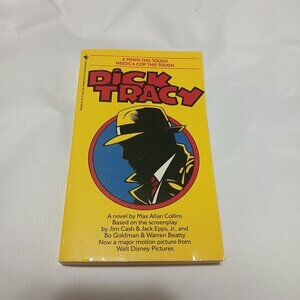 A TOWN THIS TOUGH
NEEDS A COP THIS TOUGH
DICK
TRACY
A novel by Max Allan Collins
Based on the screenplay
by Jim Cash & Jack Epps, Jr., and
Bo Goldman & Warren Beatty
Now a major motion picture from
Walt Disney Pictures